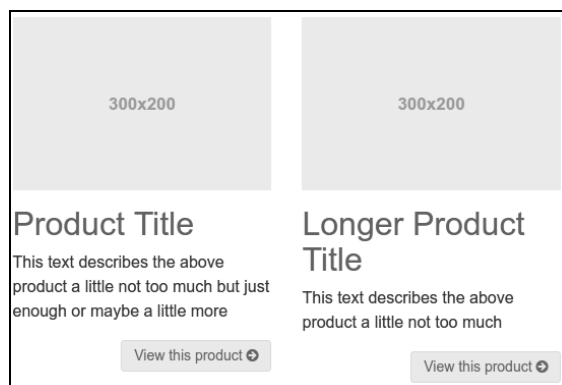 300x200
Product Title
This text describes the above
product a little not too much but just
enough or maybe a little more
View this product
300x200
Longer Product
Title
This text describes the above
product a little not too much
View this product